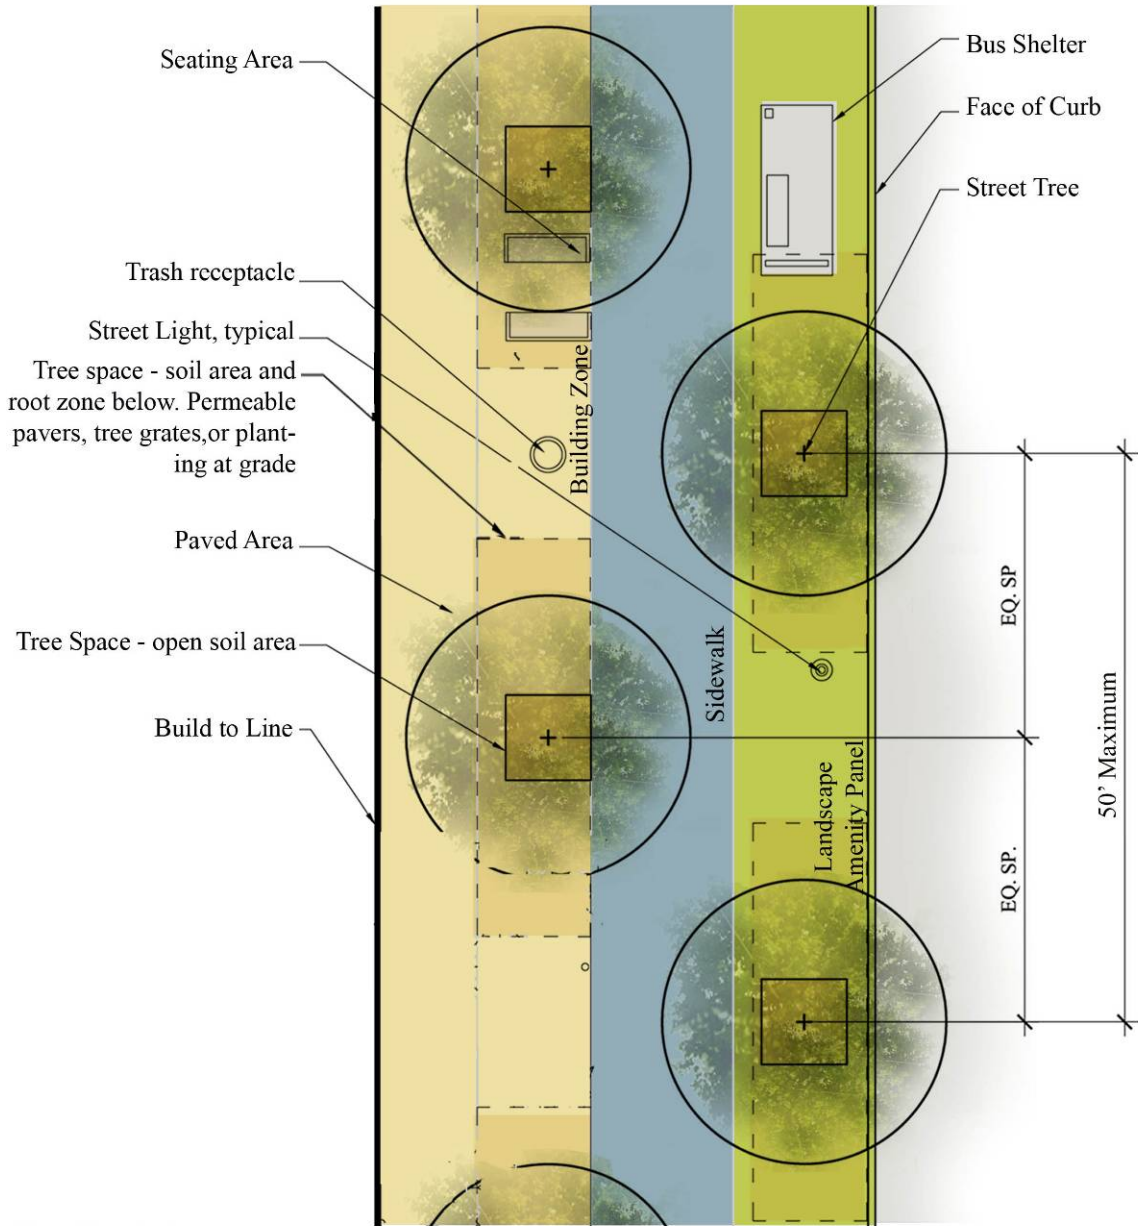 Seating Area
Bus Shelter
Face of Curb
Street Tree
Trash receptacle
Street Light, typical
Tree space - soil area and
root zone below. Permeable
pavers, tree grates,or plant-
ing at grade
Building Zone
Paved Area
Tree Space - open soil area
Build to Line
Sidewalk
Landscape
Amenity Panel
EQ. SP
EQ. SP.
50’ Maximum